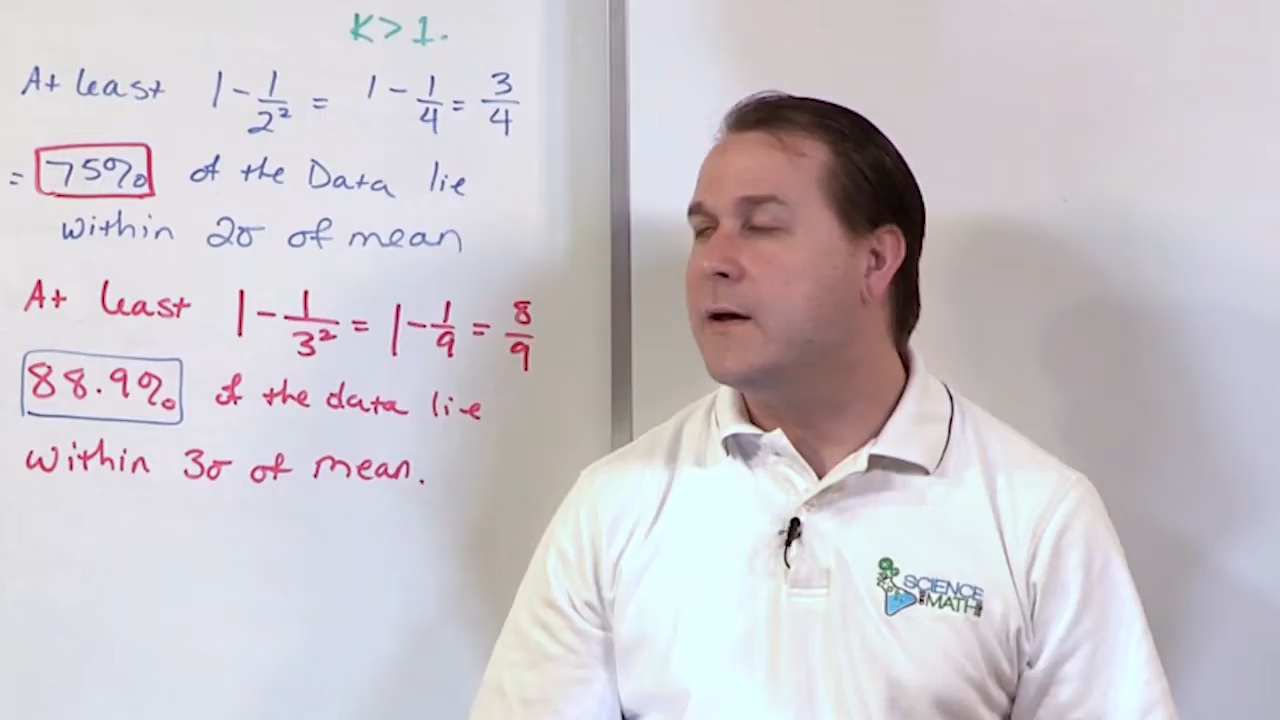 K > 1.
At least 1 - 1/2² = 1 - 1/4 = 3/4
= 75% of the Data lie
within 2σ of mean
At least 1 - 1/3² = 1 - 1/9 = 8/9
88.9% of the data lie
within 3σ of mean.
SCIENCE
MATH